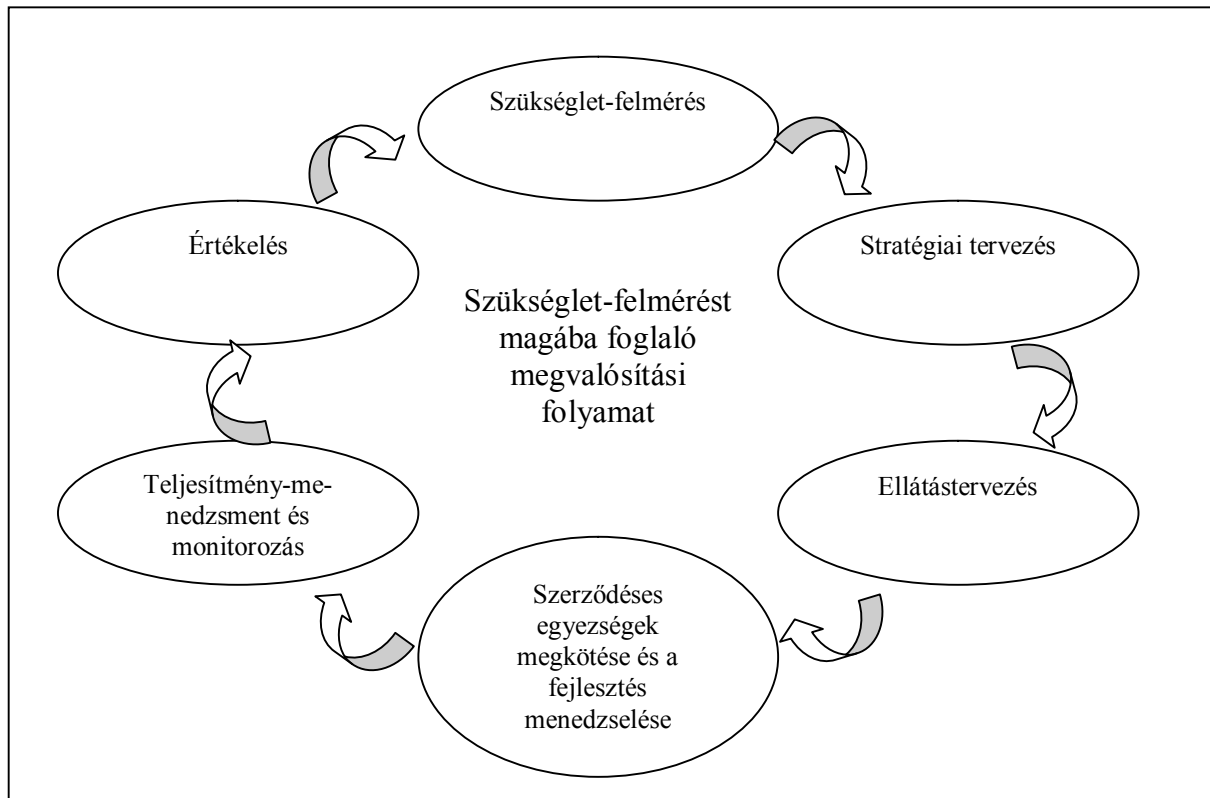 Szükséglet-felmérés
Értékelés
Stratégiai tervezés
Szükséglet-felmérést
magába foglaló
megvalósítási
folyamat
Teljesítmény-me-
nedzsment és
monitorozás
Ellátástervezés
Szerződéses
egyezségek
megkötése és a
fejlesztés
menedzselése